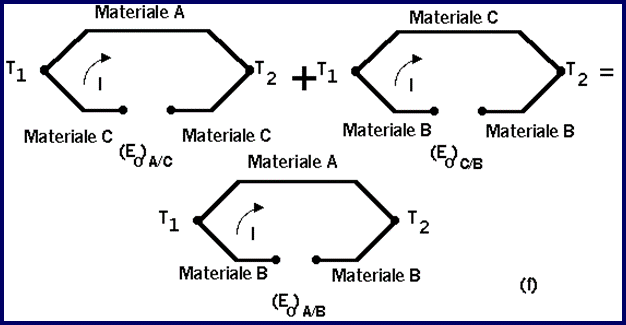 Materiale A
Materiale C
T1
I
T2
+
T1
I
T2 =
Materiale C
Materiale C
Materiale B
Materiale B
(E0) A/C
(E0) C/B
Materiale A
T1
I
T2
Materiale B
Materiale B
(f)
(E0) A/B